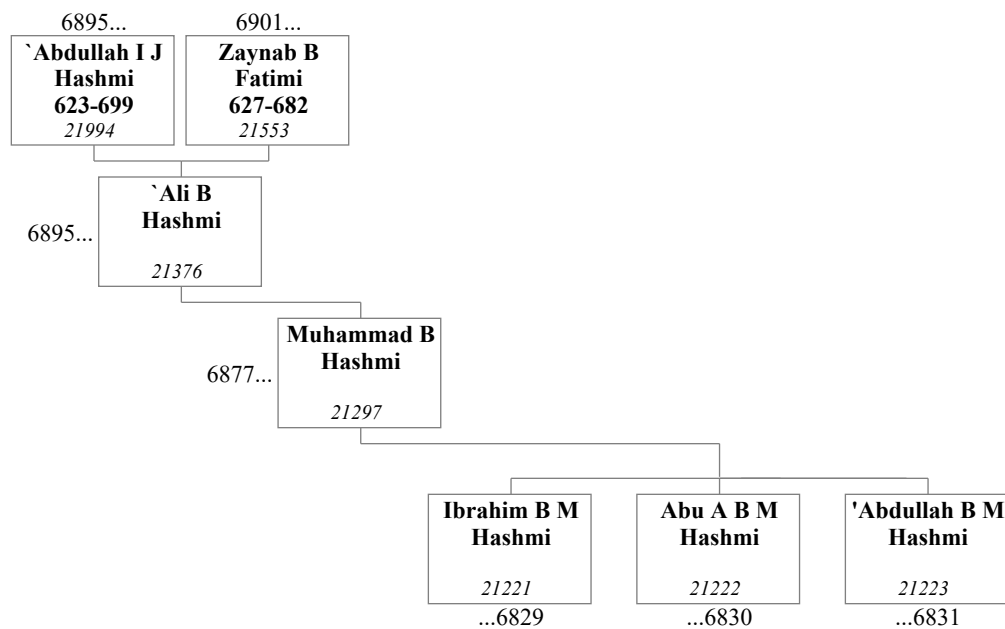 6895...
6901...
`Abdullah I J
Hashmi
623-699
21994
Zaynab B
Fatimi
627-682
21553
`Ali B
Hashmi
6895...
21376
Muhammad B
Hashmi
6877...
21297
Ibrahim B M
Hashmi
21221
...6829
Abu A B M
Hashmi
21222
...6830
'Abdullah B M
Hashmi
21223
...6831